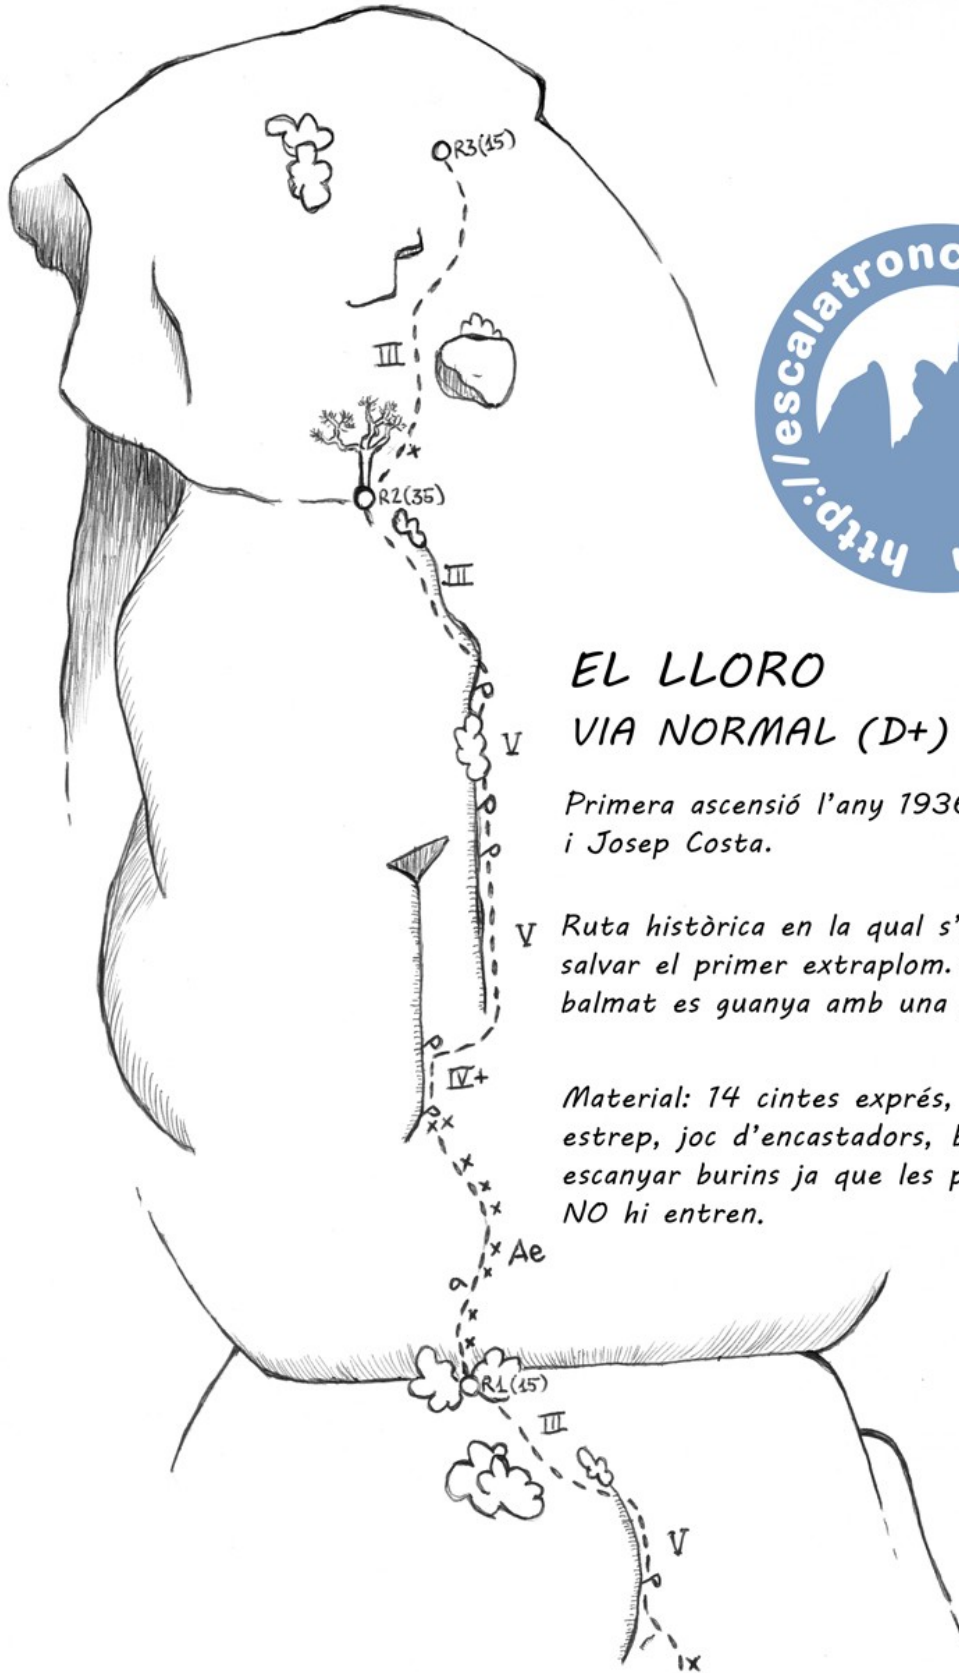 R3(15)
http://escalatronc
III
R2(35)
III
EL LLORO
VIA NORMAL (D+)
V
Primera ascensió l'any 1936
i Josep Costa.
V
Ruta històrica en la qual s'
salvar el primer extraplom.
balmat es guanya amb una
IV+
Material: 14 cintes exprés,
estrep, joc d'encastadors,
escanyar burins ja que les p
NO hi entren.
Ae
R1(15)
III
V